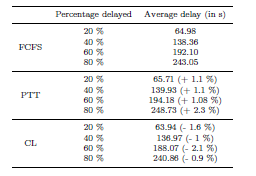 Percentage delayed Average delay (in s)
FCFS
20 % 64.98
40 % 138.36
60 % 192.10
80 % 243.05
PTT
20 % 65.71 (+ 1.1 %)
40 % 139.93 (+ 1.1 %)
60 % 194.18 (+ 1.08 %)
80 % 248.73 (+ 2.3 %)
CL
20 % 63.94 (- 1.6 %)
40 % 136.97 (- 1 %)
60 % 188.07 (- 2.1 %)
80 % 240.86 (- 0.9 %)